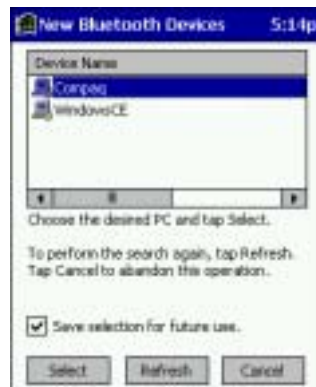 New Bluetooth Devices 5:14p
Device Name
Compaq
WindowsCE
Choose the desired PC and tap Select.
To perform the search again, tap Refresh.
Tap Cancel to abandon this operation.
Save selection for future use.
Select Refresh Cancel